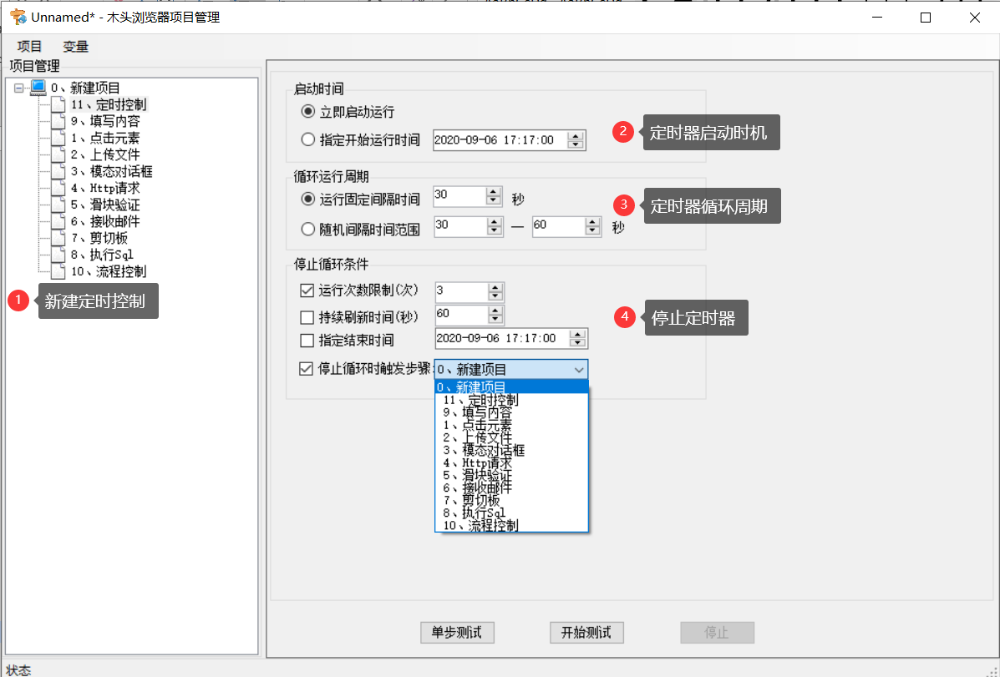 Unnamed* - 木头浏览器项目管理
项目 变量
项目管理
0、新建项目
11、定时控制
9、填写内容
1、点击元素
2、上传文件
3、模态对话框
4、Http请求
5、滑块验证
6、接收邮件
7、剪切板
8、执行Sql
10、流程控制
1 新建定时控制
启动时间
立即启动运行
指定开始运行时间 2020-09-06 17:17:00
2 定时器启动时机
循环运行周期
运行固定间隔时间 30 秒
随机间隔时间范围 30 — 60 秒
3 定时器循环周期
停止循环条件
运行次数限制(次) 3
持续刷新时间(秒) 60
指定结束时间 2020-09-06 17:17:00
4 停止定时器
停止循环时触发步骤: 0、新建项目
0、新建项目
11、定时控制
9、填写内容
1、点击元素
2、上传文件
3、模态对话框
4、Http请求
5、滑块验证
6、接收邮件
7、剪切板
8、执行Sql
10、流程控制
单步测试 开始测试 停止
状态